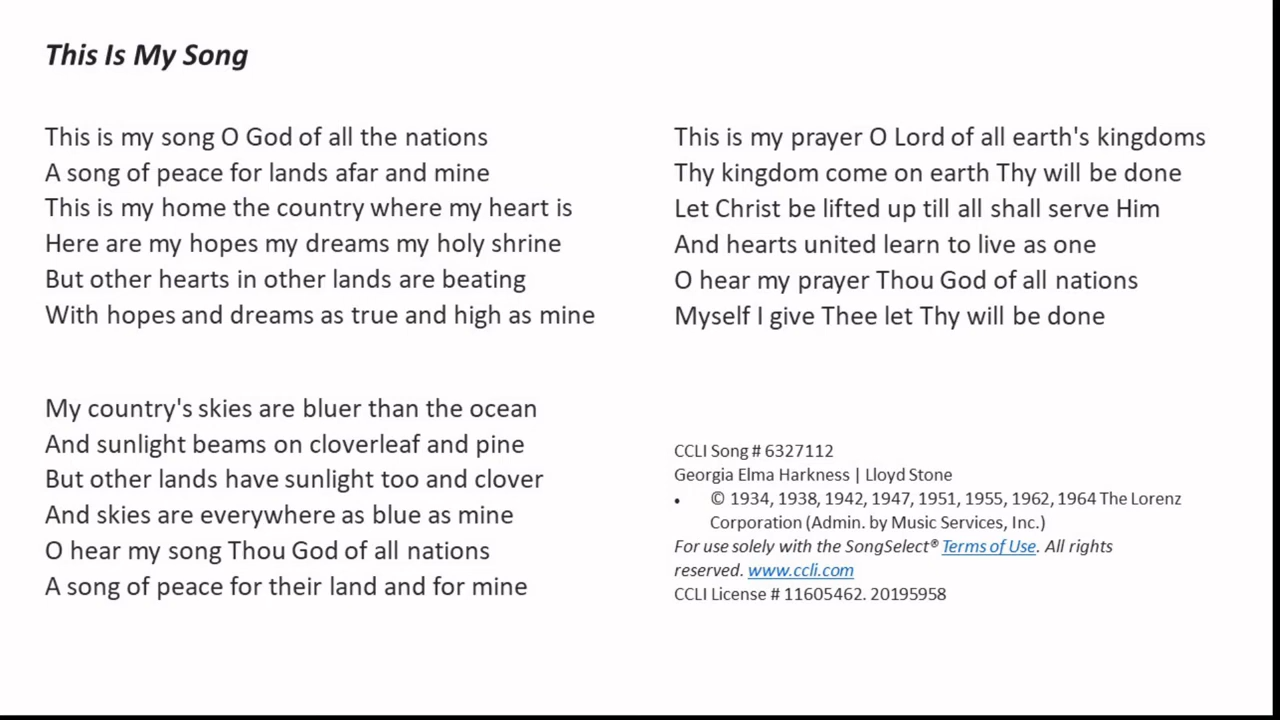 This Is My Song
This is my song O God of all the nations
A song of peace for lands afar and mine
This is my home the country where my heart is
Here are my hopes my dreams my holy shrine
But other hearts in other lands are beating
With hopes and dreams as true and high as mine
My country's skies are bluer than the ocean
And sunlight beams on cloverleaf and pine
But other lands have sunlight too and clover
And skies are everywhere as blue as mine
O hear my song Thou God of all nations
A song of peace for their land and for mine
This is my prayer O Lord of all earth's kingdoms
Thy kingdom come on earth Thy will be done
Let Christ be lifted up till all shall serve Him
And hearts united learn to live as one
O hear my prayer Thou God of all nations
Myself I give Thee let Thy will be done
CCLI Song # 6327112
Georgia Elma Harkness | Lloyd Stone
• © 1934, 1938, 1942, 1947, 1951, 1955, 1962, 1964 The Lorenz
Corporation (Admin. by Music Services, Inc.)
For use solely with the SongSelect® Terms of Use. All rights
reserved. www.ccli.com
CCLI License # 11605462. 20195958